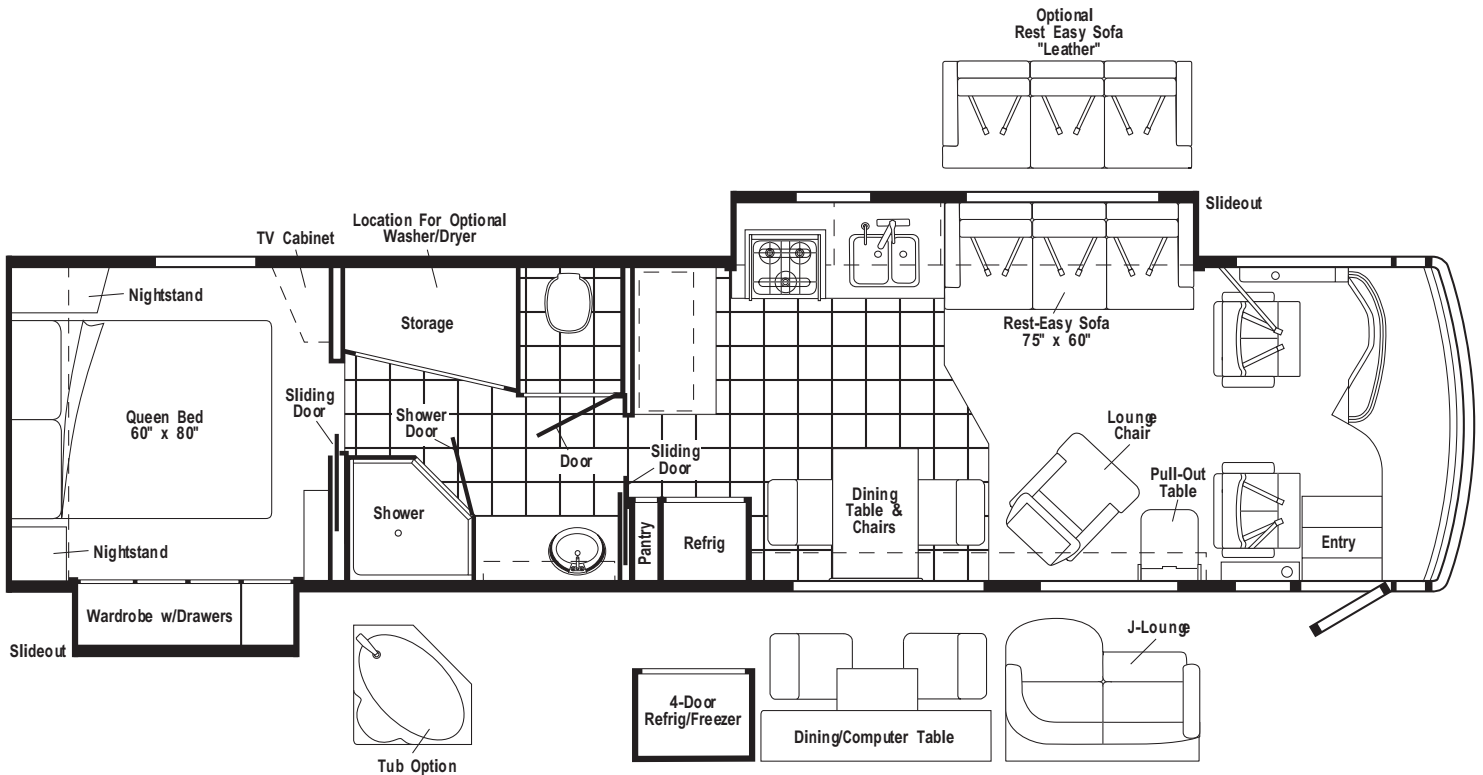 Optional
Rest Easy Sofa
"Leather"
Slideout
Location For Optional
Washer/Dryer
TV Cabinet
Nightstand
Storage
Rest-Easy Sofa
75" x 60"
Queen Bed
60" x 80"
Sliding
Door
Shower
Door
Door
Sliding
Door
Lounge
Chair
Pull-Out
Table
Dining
Table &
Chairs
Shower
Pantry
Refrig
Entry
Nightstand
Wardrobe w/Drawers
Slideout
J-Lounge
4-Door
Refrig/Freezer
Dining/Computer Table
Tub Option